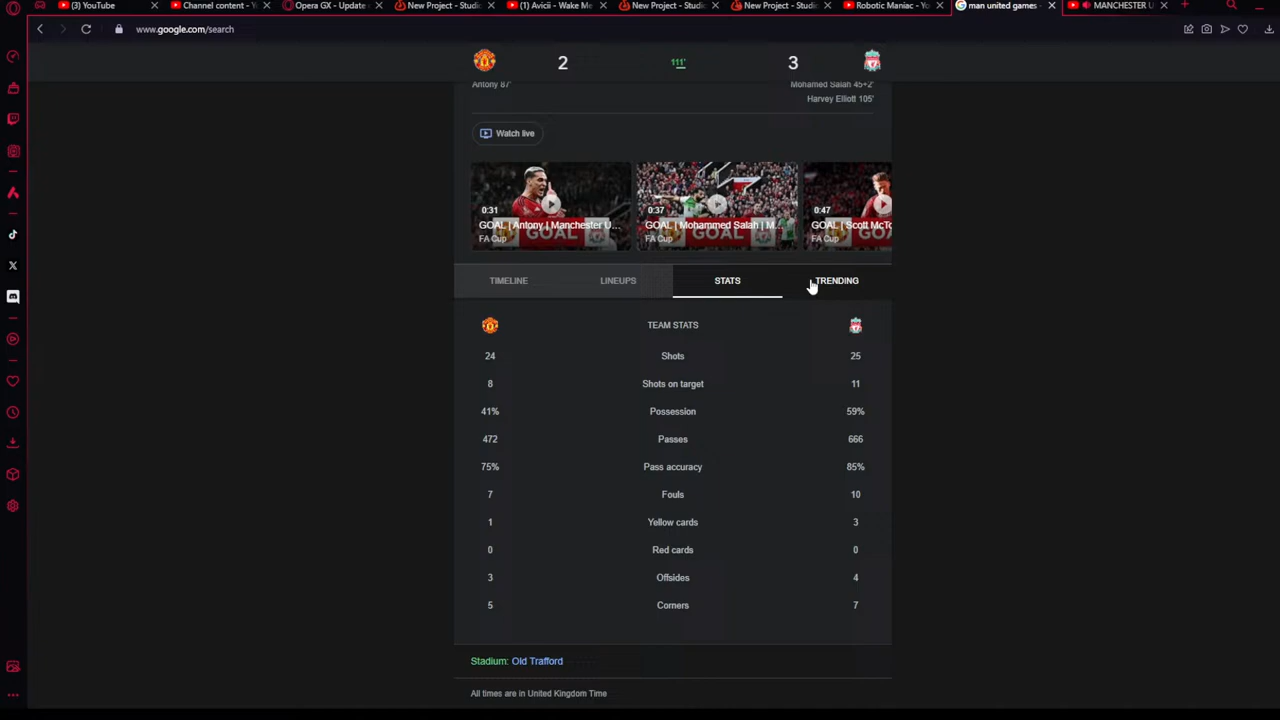 (3) YouTube
Channel content - Y
Opera GX - Update
New Project - Studi
(1) Avicii - Wake Me
New Project - Studi
New Project - Studi
Robotic Maniac - Yo
man united games -
MANCHESTER U
www.google.com/search
2 111' 3
Antony 87' Mohamed Salah 45+2'
Harvey Elliott 105'
Watch live
0:31 0:37 0:47
GOAL | Antony | Manchester U... GOAL | Mohammed Salah | M... GOAL | Scott McTo
FA Cup FA Cup FA Cup
TIMELINE LINEUPS STATS TRENDING
TEAM STATS
24 Shots 25
8 Shots on target 11
41% Possession 59%
472 Passes 666
75% Pass accuracy 85%
7 Fouls 10
1 Yellow cards 3
0 Red cards 0
3 Offsides 4
5 Corners 7
Stadium: Old Trafford
All times are in United Kingdom Time